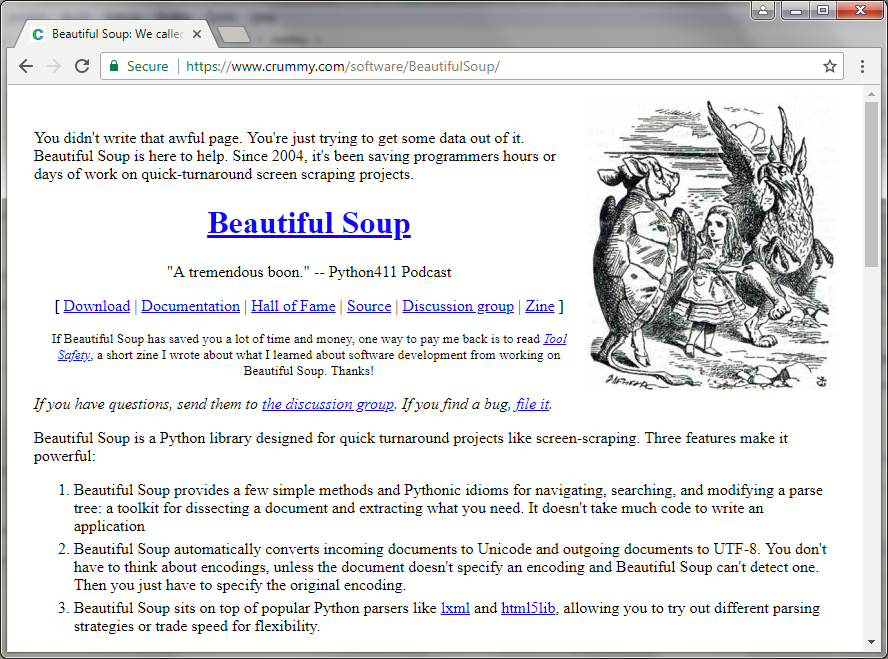 Beautiful Soup: We called
Secure
https://www.crummy.com/software/BeautifulSoup/
You didn't write that awful page. You're just trying to get some data out of it.
Beautiful Soup is here to help. Since 2004, it's been saving programmers hours or
days of work on quick-turnaround screen scraping projects.
Beautiful Soup
"A tremendous boon." -- Python411 Podcast
[ Download | Documentation | Hall of Fame | Source | Discussion group | Zine ]
If Beautiful Soup has saved you a lot of time and money, one way to pay me back is to read Tool
Safety, a short zine I wrote about what I learned about software development from working on
Beautiful Soup. Thanks!
If you have questions, send them to the discussion group. If you find a bug, file it.
Beautiful Soup is a Python library designed for quick turnaround projects like screen-scraping. Three features make it
powerful:
1. Beautiful Soup provides a few simple methods and Pythonic idioms for navigating, searching, and modifying a parse
tree: a toolkit for dissecting a document and extracting what you need. It doesn't take much code to write an
application
2. Beautiful Soup automatically converts incoming documents to Unicode and outgoing documents to UTF-8. You don't
have to think about encodings, unless the document doesn't specify an encoding and Beautiful Soup can't detect one.
Then you just have to specify the original encoding.
3. Beautiful Soup sits on top of popular Python parsers like lxml and html5lib, allowing you to try out different parsing
strategies or trade speed for flexibility.